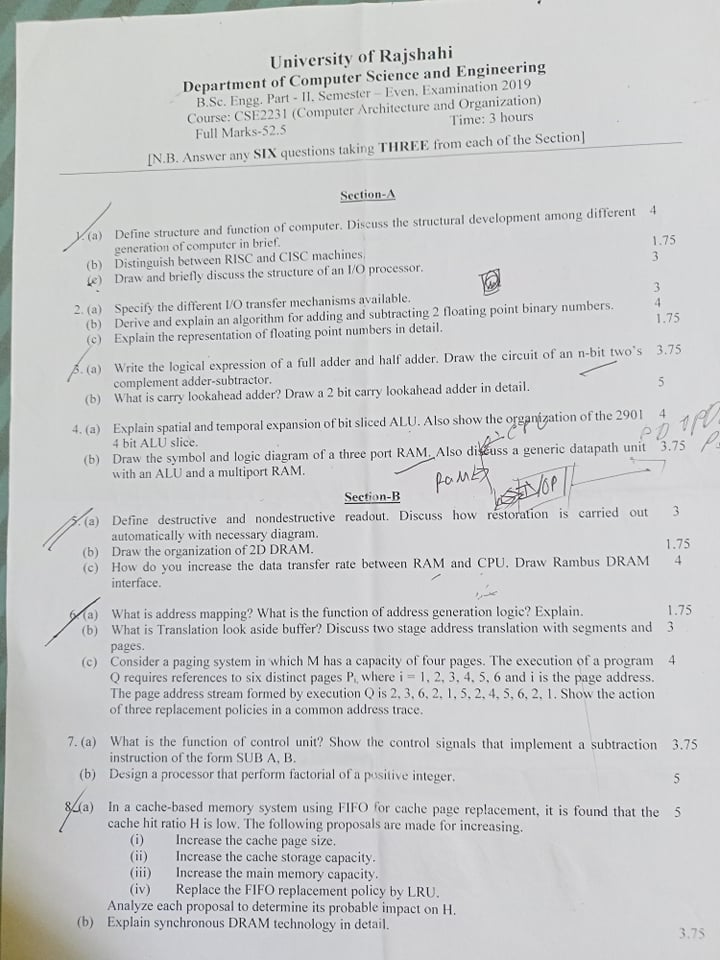 University of Rajshahi
Department of Computer Science and Engineering
B.Sc. Engg. Part - II, Semester – Even, Examination 2019
Course: CSE2231 (Computer Architecture and Organization)
Full Marks-52.5 Time: 3 hours
[N.B. Answer any SIX questions taking THREE from each of the Section]
Section-A
1. (a) Define structure and function of computer. Discuss the structural development among different 4
generation of computer in brief.
(b) Distinguish between RISC and CISC machines. 1.75
(c) Draw and briefly discuss the structure of an I/O processor. 3
2. (a) Specify the different I/O transfer mechanisms available. 3
(b) Derive and explain an algorithm for adding and subtracting 2 floating point binary numbers. 4
(c) Explain the representation of floating point numbers in detail. 1.75
3. (a) Write the logical expression of a full adder and half adder. Draw the circuit of an n-bit two's 3.75
complement adder-subtractor.
(b) What is carry lookahead adder? Draw a 2 bit carry lookahead adder in detail. 5
4. (a) Explain spatial and temporal expansion of bit sliced ALU. Also show the organization of the 2901 4
4 bit ALU slice.
(b) Draw the symbol and logic diagram of a three port RAM. Also discuss a generic datapath unit 3.75
with an ALU and a multiport RAM.
Section-B
5. (a) Define destructive and nondestructive readout. Discuss how restoration is carried out 3
automatically with necessary diagram.
(b) Draw the organization of 2D DRAM. 1.75
(c) How do you increase the data transfer rate between RAM and CPU. Draw Rambus DRAM 4
interface.
6. (a) What is address mapping? What is the function of address generation logic? Explain. 1.75
(b) What is Translation look aside buffer? Discuss two stage address translation with segments and 3
pages.
(c) Consider a paging system in which M has a capacity of four pages. The execution of a program 4
Q requires references to six distinct pages Pi, where i = 1, 2, 3, 4, 5, 6 and i is the page address.
The page address stream formed by execution Q is 2, 3, 6, 2, 1, 5, 2, 4, 5, 6, 2, 1. Show the action
of three replacement policies in a common address trace.
7. (a) What is the function of control unit? Show the control signals that implement a subtraction 3.75
instruction of the form SUB A, B.
(b) Design a processor that perform factorial of a positive integer. 5
8. (a) In a cache-based memory system using FIFO for cache page replacement, it is found that the 5
cache hit ratio H is low. The following proposals are made for increasing.
(i) Increase the cache page size.
(ii) Increase the cache storage capacity.
(iii) Increase the main memory capacity.
(iv) Replace the FIFO replacement policy by LRU.
Analyze each proposal to determine its probable impact on H.
(b) Explain synchronous DRAM technology in detail. 3.75